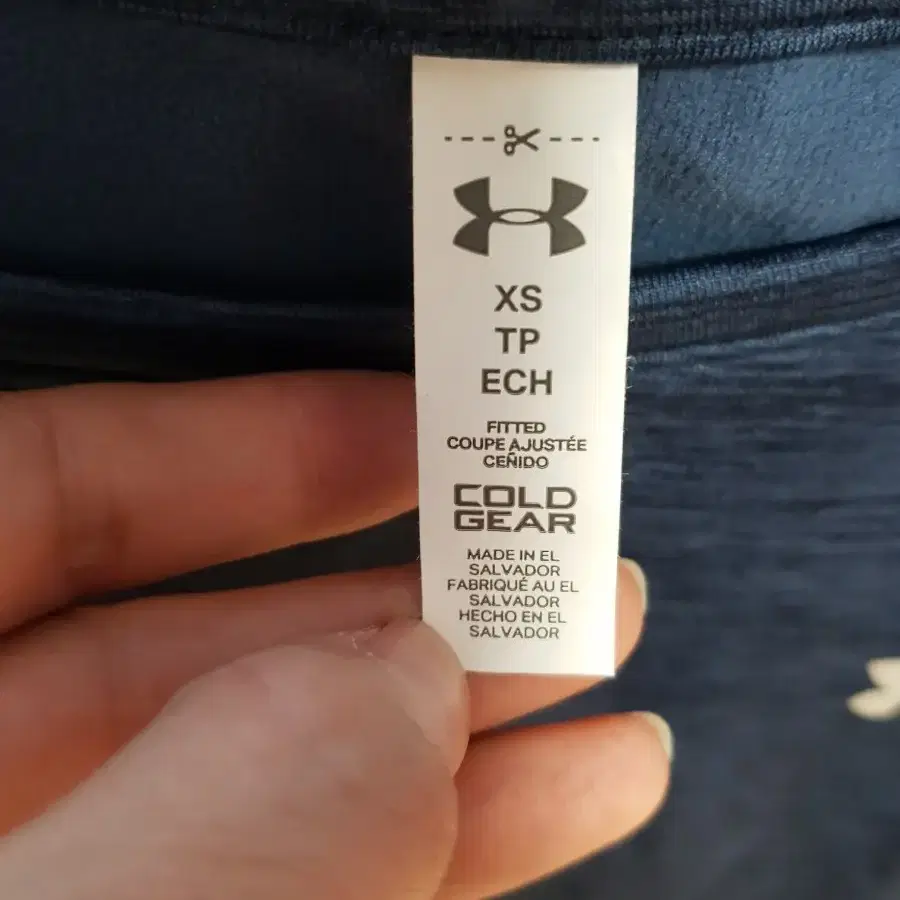 XS
TP
ECH
FITTED
COUPE AJUSTÉE
CEÑIDO
COLD
GEAR
MADE IN EL
SALVADOR
FABRIQUÉ AU EL
SALVADOR
HECHO EN EL
SALVADOR